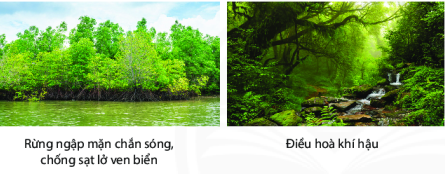 Rừng ngập mặn chắn sóng,
chống sạt lở ven biển
Điều hoà khí hậu